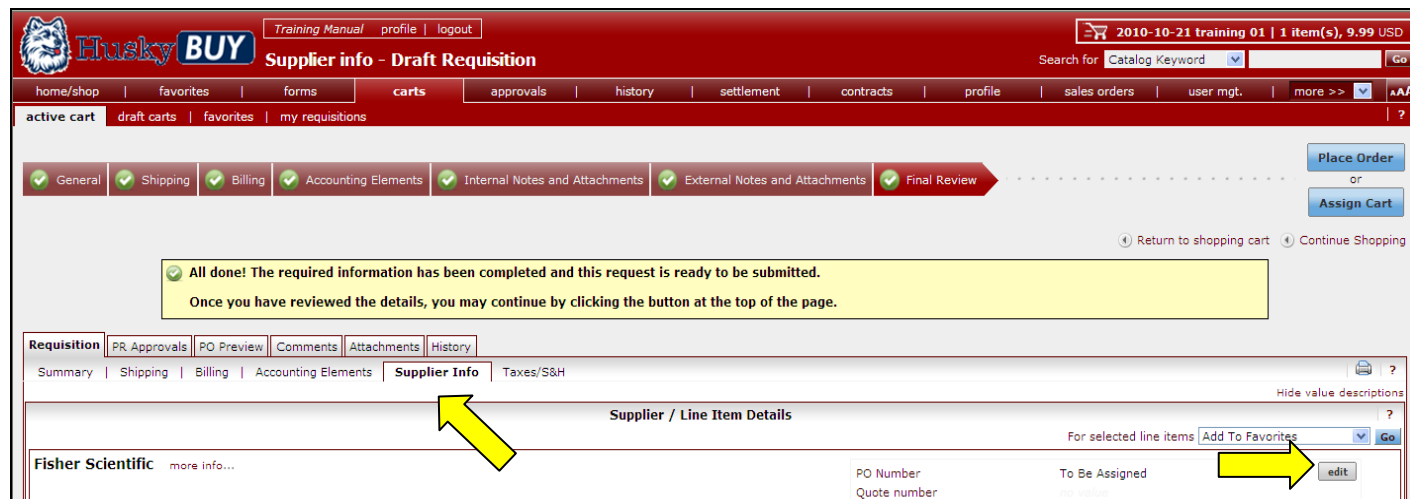 Training Manual profile | logout
2010-10-21 training 01 | 1 item(s), 9.99 USD
Husky BUY
Supplier info - Draft Requisition
Search for Catalog Keyword Go
home/shop | favorites | forms carts approvals | history | settlement | contracts | profile | sales orders | user mgt. | more >> AAA
active cart draft carts | favorites | my requisitions | ?
Place Order
General Shipping Billing Accounting Elements Internal Notes and Attachments External Notes and Attachments Final Review
or
Assign Cart
Return to shopping cart Continue Shopping
All done! The required information has been completed and this request is ready to be submitted.
Once you have reviewed the details, you may continue by clicking the button at the top of the page.
Requisition PR Approvals PO Preview Comments Attachments History
Summary | Shipping | Billing | Accounting Elements Supplier Info Taxes/S&H ?
Hide value descriptions
Supplier / Line Item Details ?
For selected line items Add To Favorites Go
Fisher Scientific more info...
PO Number To Be Assigned edit
Quote number no value